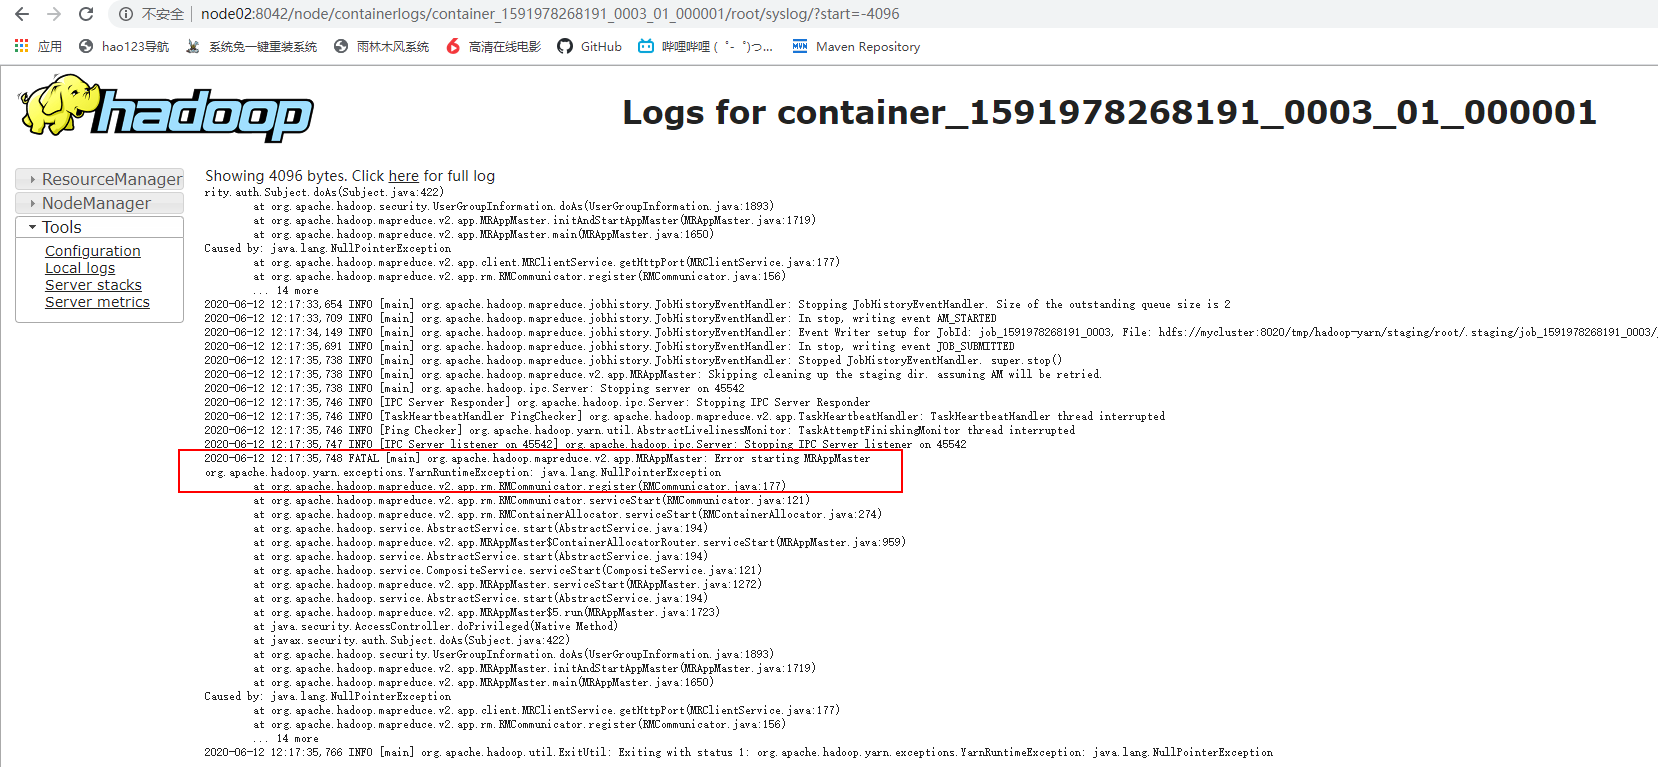 不安全 node02:8042/node/containerlogs/container_1591978268191_0003_01_000001/root/syslog/?start=-4096
应用 hao123导航 系统兔一键重装系统 雨林木风系统 高清在线电影 GitHub 哔哩哔哩 ( ゜- ゜)つ... Maven Repository
hadoop
Logs for container_1591978268191_0003_01_000001
ResourceManager
NodeManager
Tools
Configuration
Local logs
Server stacks
Server metrics
Showing 4096 bytes. Click here for full log
rity.auth.Subject.doAs(Subject.java:422)
at org.apache.hadoop.security.UserGroupInformation.doAs(UserGroupInformation.java:1893)
at org.apache.hadoop.mapreduce.v2.app.MRAppMaster.initAndStartAppMaster(MRAppMaster.java:1719)
at org.apache.hadoop.mapreduce.v2.app.MRAppMaster.main(MRAppMaster.java:1650)
Caused by: java.lang.NullPointerException
at org.apache.hadoop.mapreduce.v2.app.client.MRClientService.getHttpPort(MRClientService.java:177)
at org.apache.hadoop.mapreduce.v2.app.rm.RMCommunicator.register(RMCommunicator.java:156)
... 14 more
2020-06-12 12:17:33,654 INFO [main] org.apache.hadoop.mapreduce.jobhistory.JobHistoryEventHandler: Stopping JobHistoryEventHandler. Size of the outstanding queue size is 2
2020-06-12 12:17:33,709 INFO [main] org.apache.hadoop.mapreduce.jobhistory.JobHistoryEventHandler: In stop, writing event AM_STARTED
2020-06-12 12:17:34,149 INFO [main] org.apache.hadoop.mapreduce.jobhistory.JobHistoryEventHandler: Event Writer setup for JobId: job_1591978268191_0003, File: hdfs://mycluster:8020/tmp/hadoop-yarn/staging/root/.staging/job_1591978268191_0003/
2020-06-12 12:17:35,691 INFO [main] org.apache.hadoop.mapreduce.jobhistory.JobHistoryEventHandler: In stop, writing event JOB_SUBMITTED
2020-06-12 12:17:35,738 INFO [main] org.apache.hadoop.mapreduce.jobhistory.JobHistoryEventHandler: Stopped JobHistoryEventHandler. super.stop()
2020-06-12 12:17:35,738 INFO [main] org.apache.hadoop.mapreduce.v2.app.MRAppMaster: Skipping cleaning up the staging dir. assuming AM will be retried.
2020-06-12 12:17:35,738 INFO [main] org.apache.hadoop.ipc.Server: Stopping server on 45542
2020-06-12 12:17:35,746 INFO [IPC Server Responder] org.apache.hadoop.ipc.Server: Stopping IPC Server Responder
2020-06-12 12:17:35,746 INFO [TaskHeartbeatHandler PingChecker] org.apache.hadoop.mapreduce.v2.app.TaskHeartbeatHandler: TaskHeartbeatHandler thread interrupted
2020-06-12 12:17:35,746 INFO [Ping Checker] org.apache.hadoop.yarn.util.AbstractLivelinessMonitor: TaskAttemptFinishingMonitor thread interrupted
2020-06-12 12:17:35,747 INFO [IPC Server listener on 45542] org.apache.hadoop.ipc.Server: Stopping IPC Server listener on 45542
2020-06-12 12:17:35,748 FATAL [main] org.apache.hadoop.mapreduce.v2.app.MRAppMaster: Error starting MRAppMaster
org.apache.hadoop.yarn.exceptions.YarnRuntimeException: java.lang.NullPointerException
at org.apache.hadoop.mapreduce.v2.app.rm.RMCommunicator.register(RMCommunicator.java:177)
at org.apache.hadoop.mapreduce.v2.app.rm.RMCommunicator.serviceStart(RMCommunicator.java:121)
at org.apache.hadoop.mapreduce.v2.app.rm.RMContainerAllocator.serviceStart(RMContainerAllocator.java:274)
at org.apache.hadoop.service.AbstractService.start(AbstractService.java:194)
at org.apache.hadoop.mapreduce.v2.app.MRAppMaster$ContainerAllocatorRouter.serviceStart(MRAppMaster.java:959)
at org.apache.hadoop.service.AbstractService.start(AbstractService.java:194)
at org.apache.hadoop.service.CompositeService.serviceStart(CompositeService.java:121)
at org.apache.hadoop.mapreduce.v2.app.MRAppMaster.serviceStart(MRAppMaster.java:1272)
at org.apache.hadoop.service.AbstractService.start(AbstractService.java:194)
at org.apache.hadoop.mapreduce.v2.app.MRAppMaster$5.run(MRAppMaster.java:1723)
at java.security.AccessController.doPrivileged(Native Method)
at javax.security.auth.Subject.doAs(Subject.java:422)
at org.apache.hadoop.security.UserGroupInformation.doAs(UserGroupInformation.java:1893)
at org.apache.hadoop.mapreduce.v2.app.MRAppMaster.initAndStartAppMaster(MRAppMaster.java:1719)
at org.apache.hadoop.mapreduce.v2.app.MRAppMaster.main(MRAppMaster.java:1650)
Caused by: java.lang.NullPointerException
at org.apache.hadoop.mapreduce.v2.app.client.MRClientService.getHttpPort(MRClientService.java:177)
at org.apache.hadoop.mapreduce.v2.app.rm.RMCommunicator.register(RMCommunicator.java:156)
... 14 more
2020-06-12 12:17:35,766 INFO [main] org.apache.hadoop.util.ExitUtil: Exiting with status 1: org.apache.hadoop.yarn.exceptions.YarnRuntimeException: java.lang.NullPointerException